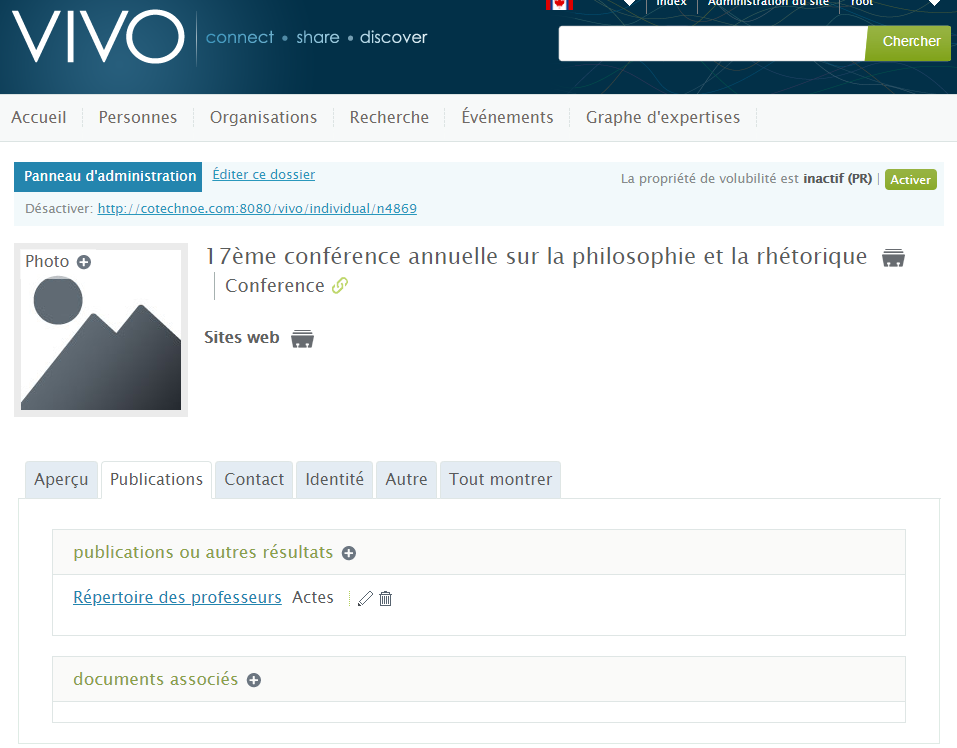 Index | Administration du site root
VIVO connect • share • discover
Chercher
Accueil Personnes Organisations Recherche Événements Graphe d'expertises
Panneau d'administration Éditer ce dossier La propriété de volubilité est inactif (PR) | Activer
Désactiver: http://cotechnoe.com:8080/vivo/individual/n4869
Photo
17ème conférence annuelle sur la philosophie et la rhétorique
Conference
Sites web
Aperçu Publications Contact Identité Autre Tout montrer
publications ou autres résultats
Répertoire des professeurs Actes
documents associés